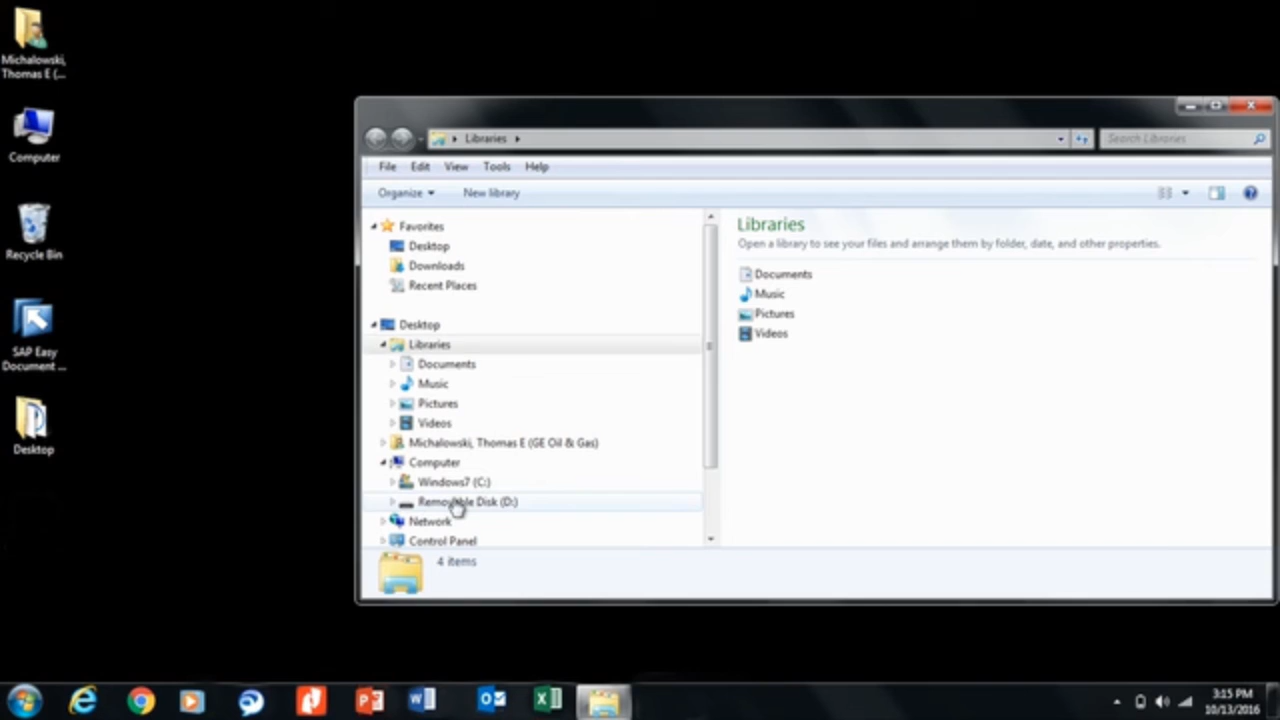 Michalowski,
Thomas E (...
Computer
Recycle Bin
SAP Easy
Document ...
Desktop
Libraries
Search Libraries
File Edit View Tools Help
Organize New library
Favorites
Desktop
Downloads
Recent Places
Desktop
Libraries
Documents
Music
Pictures
Videos
Michalowski, Thomas E (GE Oil & Gas)
Computer
Windows7 (C:)
Removable Disk (D:)
Network
Control Panel
4 items
Libraries
Open a library to see your files and arrange them by folder, date, and other properties.
Documents
Music
Pictures
Videos
3:15 PM
10/13/2016